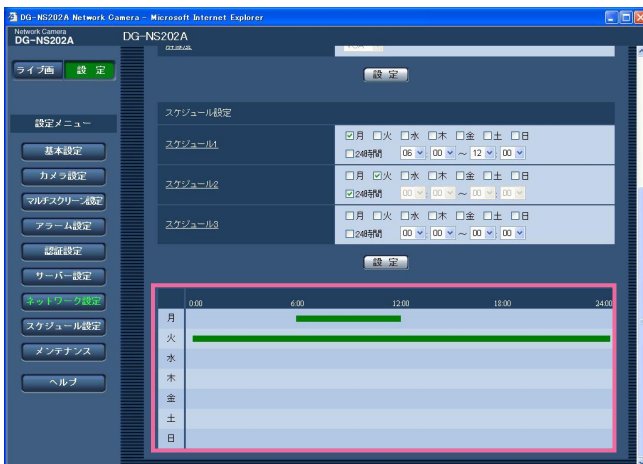 DG-NS202A Network Camera - Microsoft Internet Explorer
Network Camera
DG-NS202A
DG-NS202A
ライブ画 設 定
設 定
スケジュール設定
設定メニュー
基本設定
カメラ設定
マルチスクリーン設定
アラーム設定
認証設定
サーバー設定
ネットワーク設定
スケジュール設定
メンテナンス
ヘルプ
スケジュール1
月 火 水 木 金 土 日
24時間 06 : 00 ~ 12 : 00
スケジュール2
月 火 水 木 金 土 日
24時間 00 : 00 ~ 00 : 00
スケジュール3
月 火 水 木 金 土 日
24時間 00 : 00 ~ 00 : 00
設 定
0:00 6:00 12:00 18:00 24:00
月
火
水
木
金
土
日